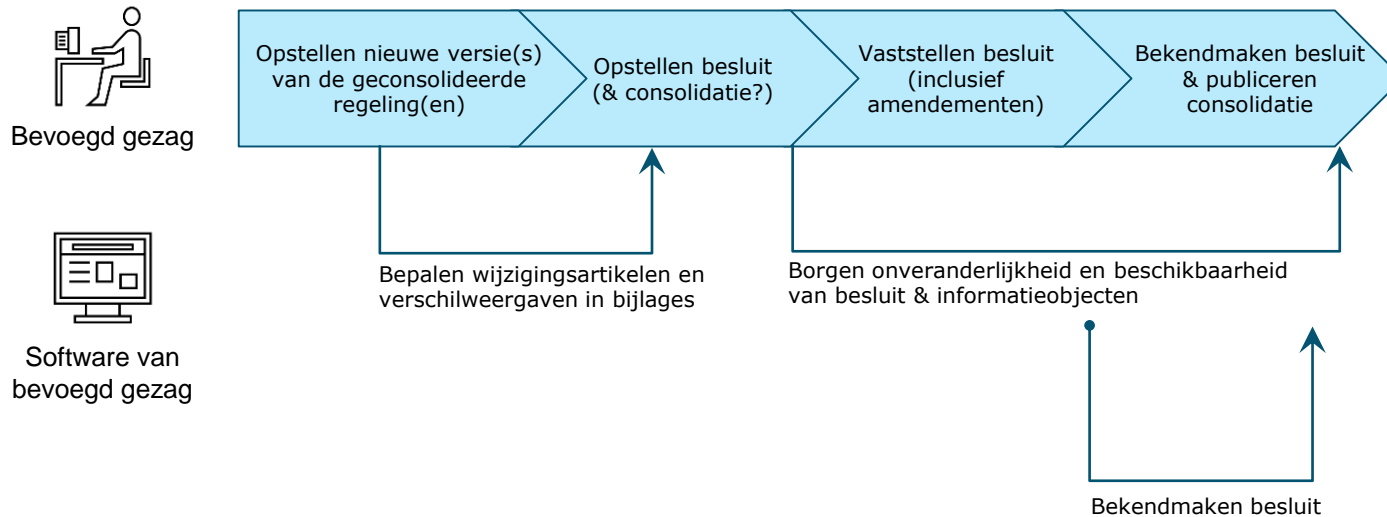 Opstellen nieuwe versie(s)
van de geconsolideerde
regeling(en)
Opstellen besluit
(& consolidatie?)
Vaststellen besluit
(inclusief
amendementen)
Bekendmaken besluit
& publiceren
consolidatie
Bevoegd gezag
Bepalen wijzigingsartikelen en
verschilweergaven in bijlages
Borgen onveranderlijkheid en beschikbaarheid
van besluit & informatieobjecten
Software van
bevoegd gezag
Bekendmaken besluit